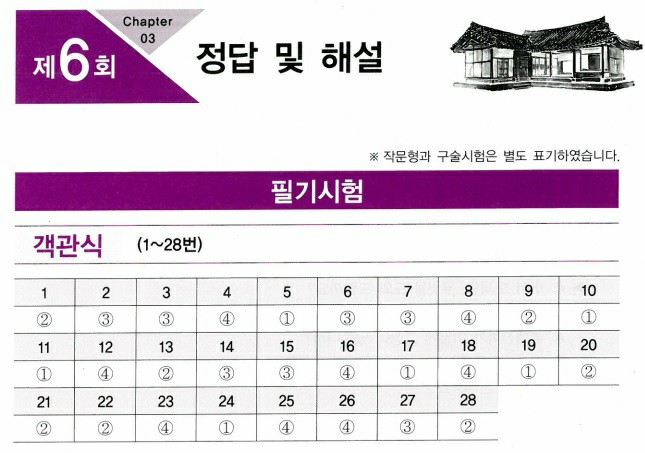 Chapter
03
제6회
정답 및 해설
※ 작문형과 구술시험은 별도 표기하였습니다.
필기시험
객관식 (1~28번)
1 2 3 4 5 6 7 8 9 10
② ③ ③ ④ ① ③ ③ ④ ② ①
11 12 13 14 15 16 17 18 19 20
① ④ ② ③ ③ ④ ① ④ ① ②
21 22 23 24 25 26 27 28
② ② ④ ① ④ ④ ③ ②